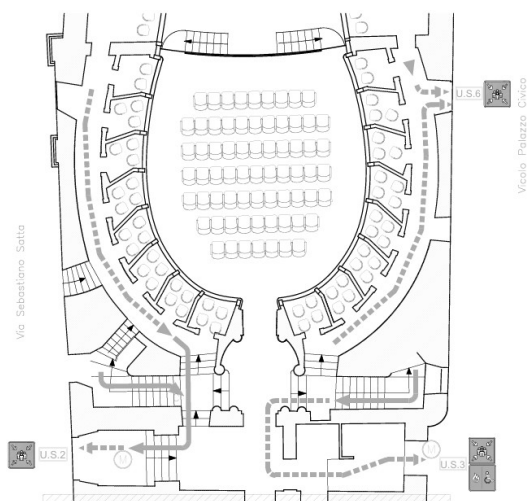 U.S.6
Vicolo Palazzo Civico
Via Sebastiano Satta
U.S.2
M
M
U.S.3